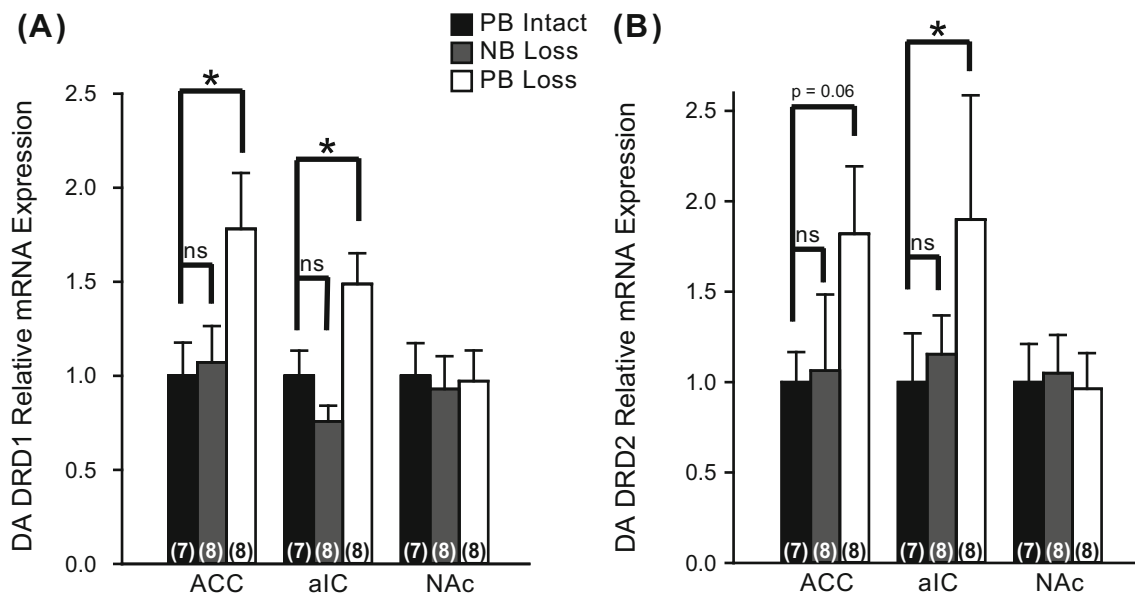 (A)
PB Intact
NB Loss
PB Loss
DA DRD1 Relative mRNA Expression
2.5
2.0
1.5
1.0
0.5
0.0
*
ns
*
ns
(7) (8) (8) (7) (8) (8) (7) (8) (8)
ACC aIC NAc
(B)
DA DRD2 Relative mRNA Expression
2.5
2.0
1.5
1.0
0.5
0.0
p = 0.06
ns
*
ns
(7) (8) (8) (7) (8) (8) (7) (8) (8)
ACC aIC NAc